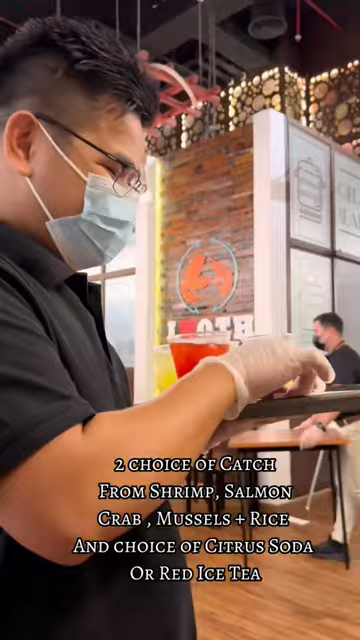 2 choice of Catch
From Shrimp, Salmon
Crab , Mussels + Rice
And choice of Citrus Soda
Or Red Ice Tea